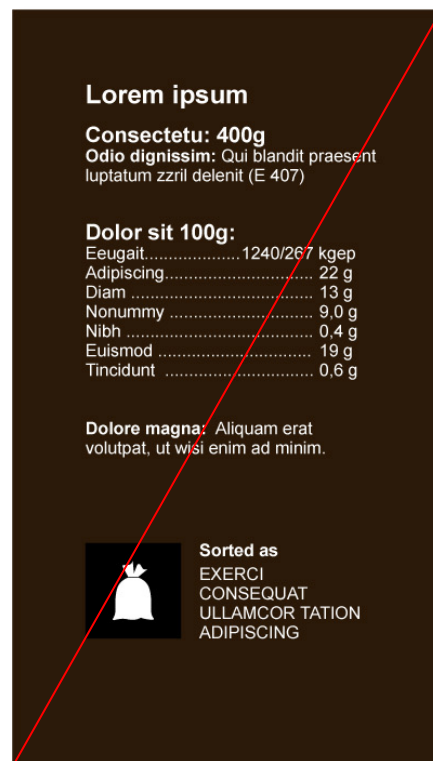 Lorem ipsum
Consectetu: 400g
Odio dignissim: Qui blandit praesent
luptatum zzril delenit (E 407)
Dolor sit 100g:
Eeugait....................1240/267 kgep
Adipiscing............................... 22 g
Diam ...................................... 13 g
Nonummy .............................. 9,0 g
Nibh ....................................... 0,4 g
Euismod ................................ 19 g
Tincidunt ............................... 0,6 g
Dolore magna: Aliquam erat
volutpat, ut wisi enim ad minim.
Sorted as
EXERCI
CONSEQUAT
ULLAMCOR TATION
ADIPISCING